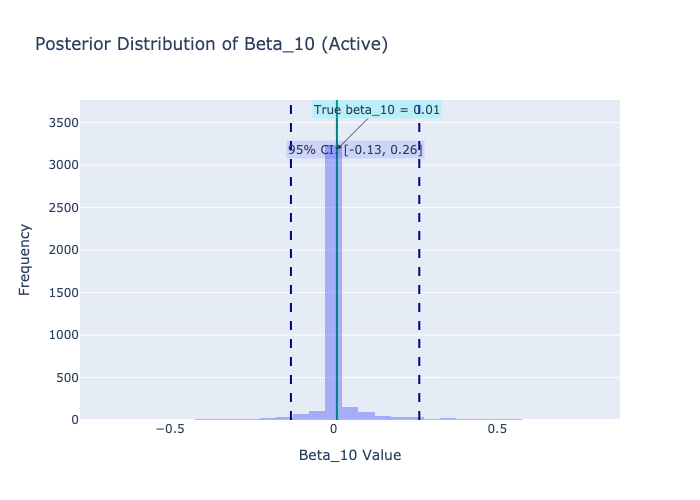 Posterior Distribution of Beta_10 (Active)
True beta_10 = 0.01
95% CI: [-0.13, 0.26]
3500
3000
2500
2000
1500
1000
500
0
Frequency
−0.5
0
0.5
Beta_10 Value